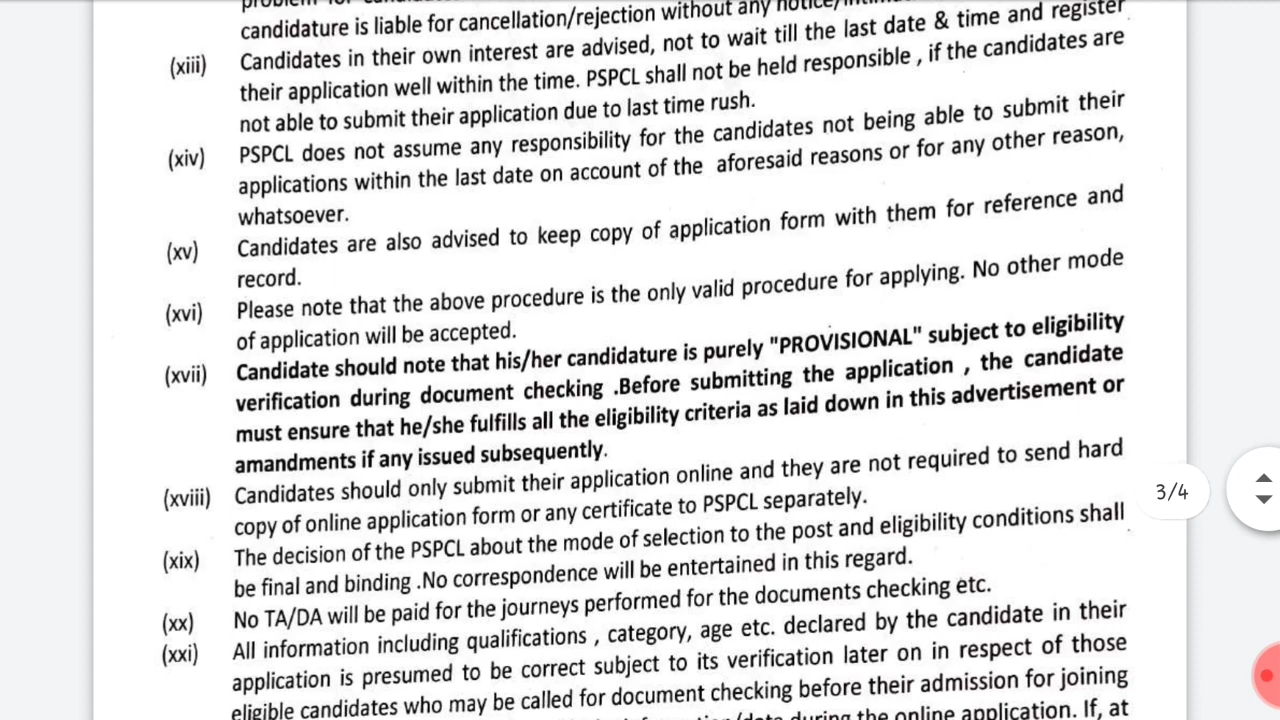 candidature is liable for cancellation/rejection without any
(xiii) Candidates in their own interest are advised, not to wait till the last date & time and register
their application well within the time. PSPCL shall not be held responsible , if the candidates are
not able to submit their application due to last time rush.
(xiv) PSPCL does not assume any responsibility for the candidates not being able to submit their
applications within the last date on account of the aforesaid reasons or for any other reason,
whatsoever.
(xv) Candidates are also advised to keep copy of application form with them for reference and
record.
(xvi) Please note that the above procedure is the only valid procedure for applying. No other mode
of application will be accepted.
(xvii) Candidate should note that his/her candidature is purely "PROVISIONAL" subject to eligibility
verification during document checking .Before submitting the application , the candidate
must ensure that he/she fulfills all the eligibility criteria as laid down in this advertisement or
amandments if any issued subsequently.
(xviii) Candidates should only submit their application online and they are not required to send hard
copy of online application form or any certificate to PSPCL separately.
(xix) The decision of the PSPCL about the mode of selection to the post and eligibility conditions shall
be final and binding .No correspondence will be entertained in this regard.
(xx) No TA/DA will be paid for the journeys performed for the documents checking etc.
(xxi) All information including qualifications , category, age etc. declared by the candidate in their
application is presumed to be correct subject to its verification later on in respect of those
eligible candidates who may be called for document checking before their admission for joining
during the online application. If, at
3/4